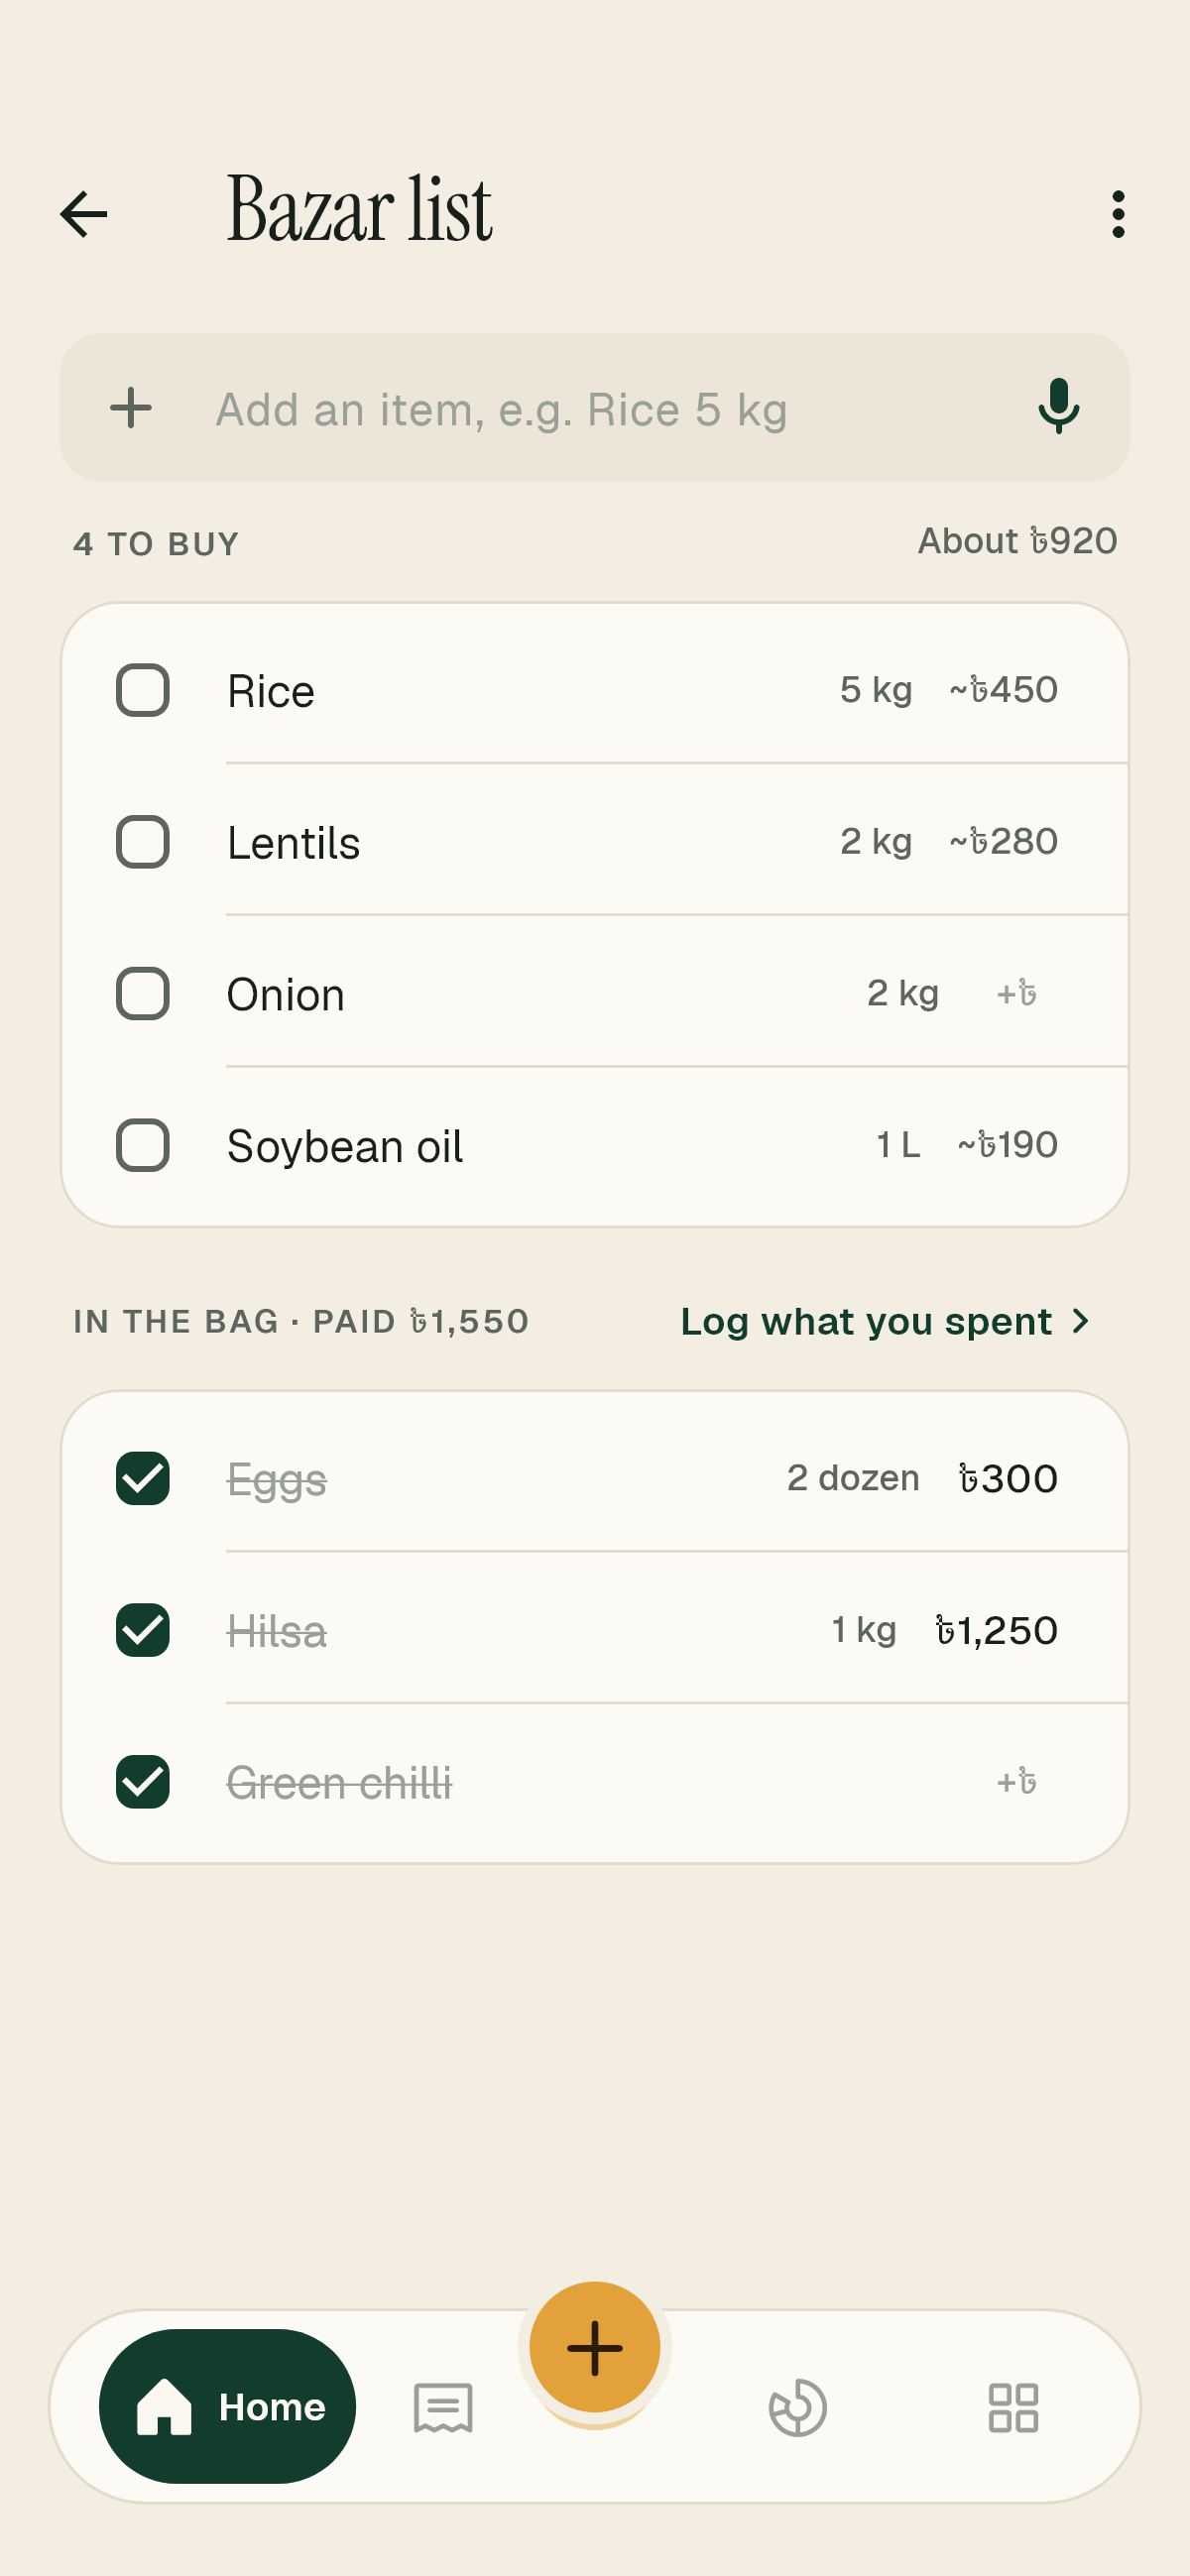 Bazar list
Add an item, e.g. Rice 5 kg
4 TO BUY About ৳920
Rice 5 kg ~৳450
Lentils 2 kg ~৳280
Onion 2 kg +৳
Soybean oil 1 L ~৳190
IN THE BAG · PAID ৳1,550 Log what you spent
Eggs 2 dozen ৳300
Hilsa 1 kg ৳1,250
Green chilli +৳
Home